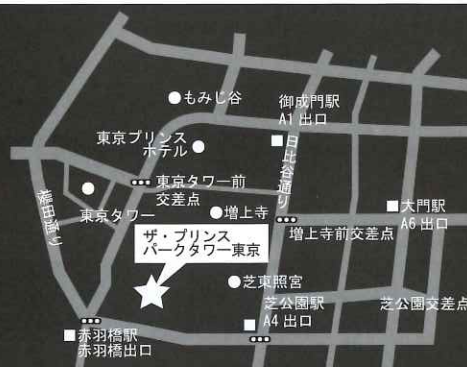 もみじ谷
御成門駅
A1 出口
東京プリンス
ホテル
日比谷通り
東京タワー前
交差点
東京タワー
桜田通り
増上寺
大門駅
A6 出口
増上寺前交差点
ザ・プリンス
パークタワー東京
芝東照宮
芝公園駅
A4 出口
芝公園交差点
赤羽橋駅
赤羽橋出口